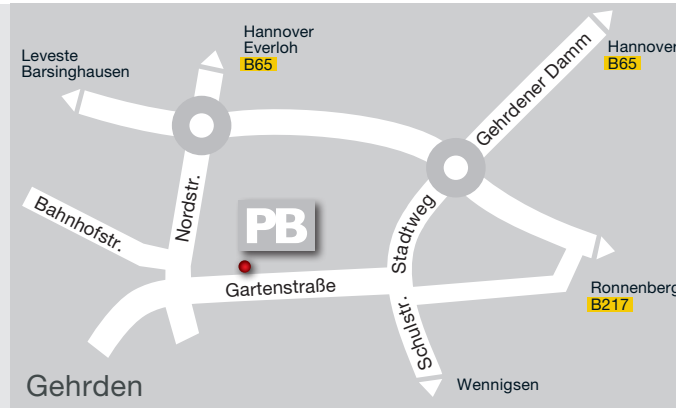 Hannover
Everloh
B65
Leveste
Barsinghausen
Hannover
B65
Gehrdener Damm
Bahnhofstr.
Nordstr.
PB
Stadtweg
Gartenstraße
Ronnenberg
B217
Schulstr.
Wennigsen
Gehrden